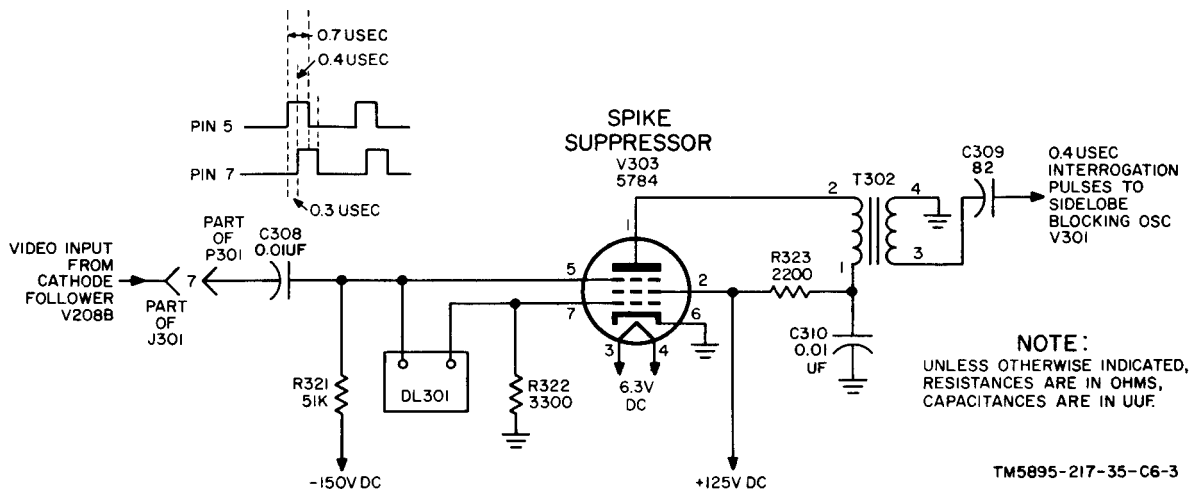 0.7 USEC
0.4 USEC
PIN 5
PIN 7
0.3 USEC
SPIKE
SUPPRESSOR
V303
5784
VIDEO INPUT
FROM
CATHODE
FOLLOWER
V208B
7
PART
OF
J301
PART
OF
P301
C308
0.01UF
R321
51K
-150V DC
DL301
R322
3300
5
7
1
2
6
3
4
6.3V
DC
+125V DC
R323
2200
C310
0.01
UF
2
1
T302
4
3
C309
82
0.4 USEC
INTERROGATION
PULSES TO
SIDELOBE
BLOCKING OSC
V301
NOTE:
UNLESS OTHERWISE INDICATED,
RESISTANCES ARE IN OHMS,
CAPACITANCES ARE IN UUF.
TM5895-217-35-C6-3